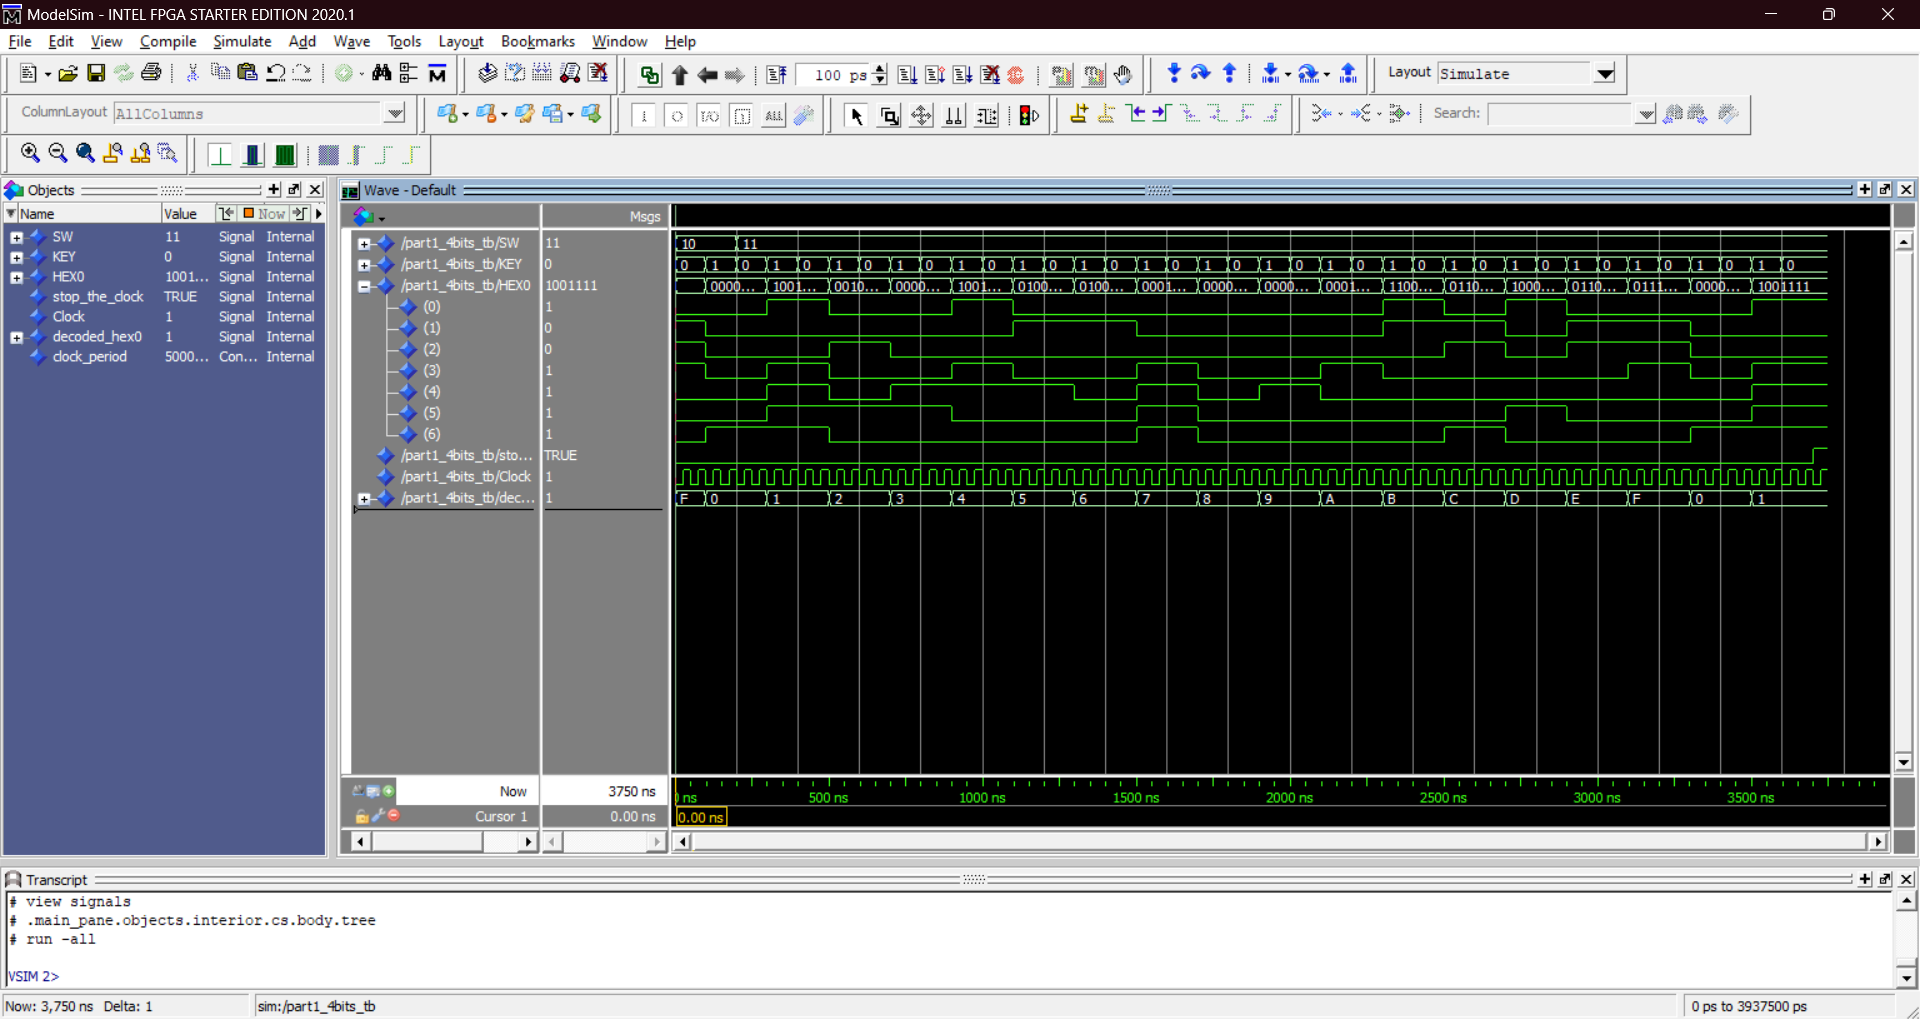 ModelSim - INTEL FPGA STARTER EDITION 2020.1
File Edit View Compile Simulate Add Wave Tools Layout Bookmarks Window Help
100 ps
Layout Simulate
ColumnLayout AllColumns
ALL
Search:
Objects
Name Value Now
SW 11 Signal Internal
KEY 0 Signal Internal
HEX0 1001... Signal Internal
stop_the_clock TRUE Signal Internal
Clock 1 Signal Internal
decoded_hex0 1 Signal Internal
clock_period 5000... Con... Internal
Wave - Default
Msgs
/part1_4bits_tb/SW 11 10 11
/part1_4bits_tb/KEY 0 0 1 0 1 0 1 0 1 0 1 0 1 0 1 0 1 0 1 0 1 0 1 0 1 0 1 0 1 0 1 0 1 0 1 0 1 0
/part1_4bits_tb/HEX0 1001111 0000... 1001... 0010... 0000... 1001... 0100... 0100... 0001... 0000... 0000... 0001... 1100... 0110... 1000... 0110... 0111... 0000... 1001111
(0) 1
(1) 0
(2) 0
(3) 1
(4) 1
(5) 1
(6) 1
/part1_4bits_tb/sto... TRUE
/part1_4bits_tb/Clock 1
/part1_4bits_tb/dec... 1 F 0 1 2 3 4 5 6 7 8 9 A B C D E F 0 1
Now 3750 ns
ns 500 ns 1000 ns 1500 ns 2000 ns 2500 ns 3000 ns 3500 ns
Cursor 1 0.00 ns 0.00 ns
Transcript
# view signals
# .main_pane.objects.interior.cs.body.tree
# run -all
VSIM 2>
Now: 3,750 ns Delta: 1 sim:/part1_4bits_tb 0 ps to 3937500 ps